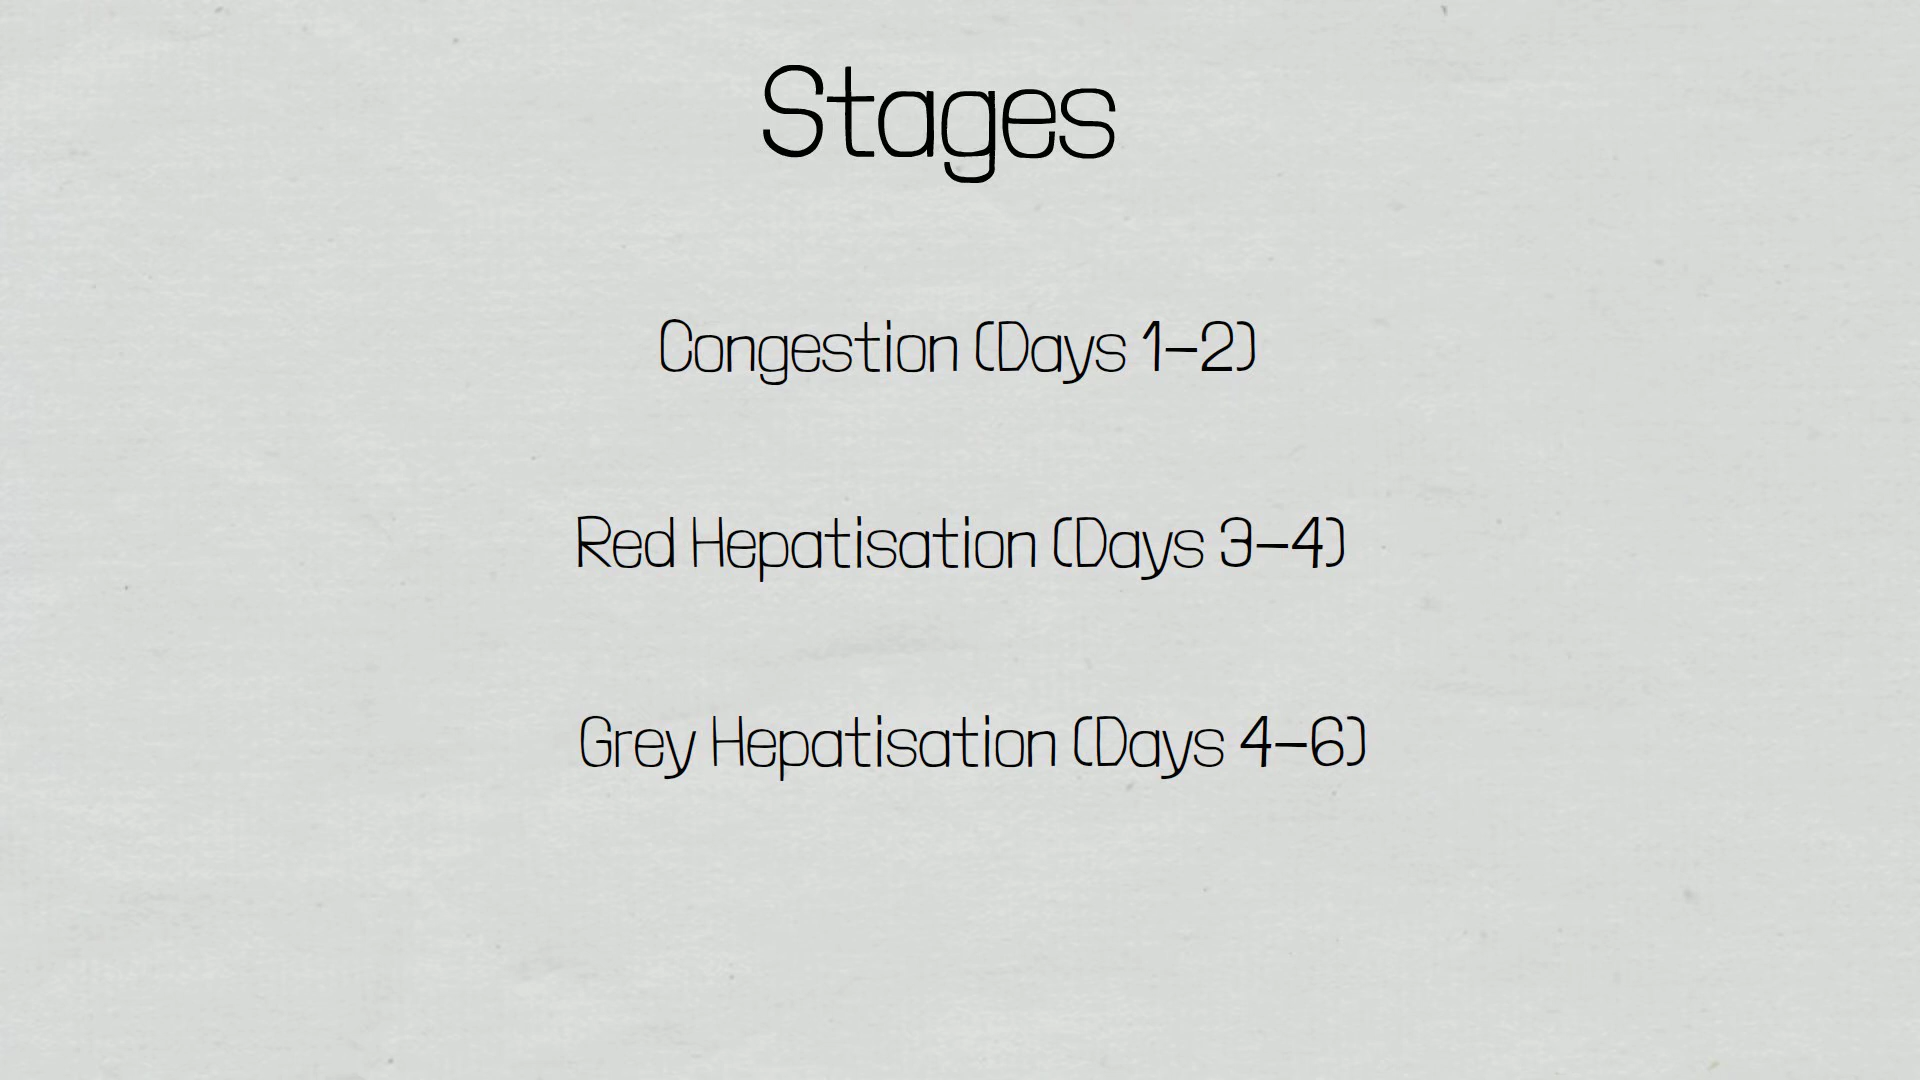 Stages
Congestion (Days 1–2)
Red Hepatisation (Days 3–4)
Grey Hepatisation (Days 4–6)